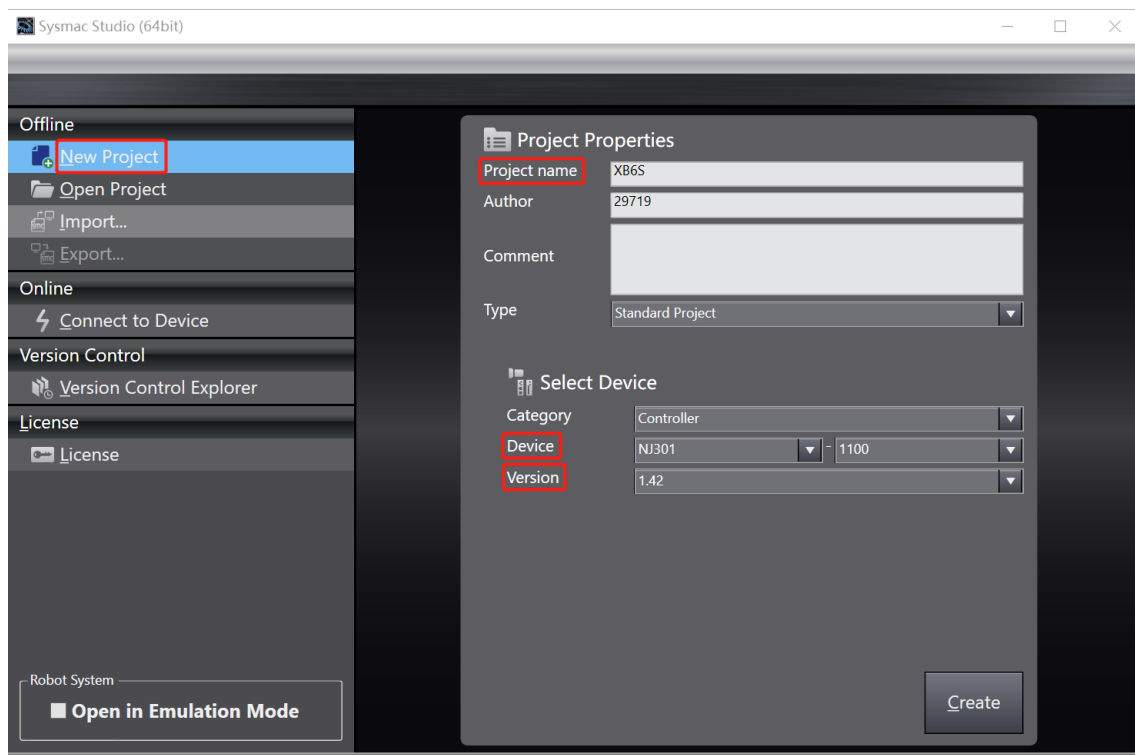 Sysmac Studio (64bit)
Offline
New Project
Open Project
Import...
Export...
Online
Connect to Device
Version Control
Version Control Explorer
License
License
Robot System
Open in Emulation Mode
Project Properties
Project name XB6S
Author 29719
Comment
Type Standard Project
Select Device
Category Controller
Device NJ301 - 1100
Version 1.42
Create